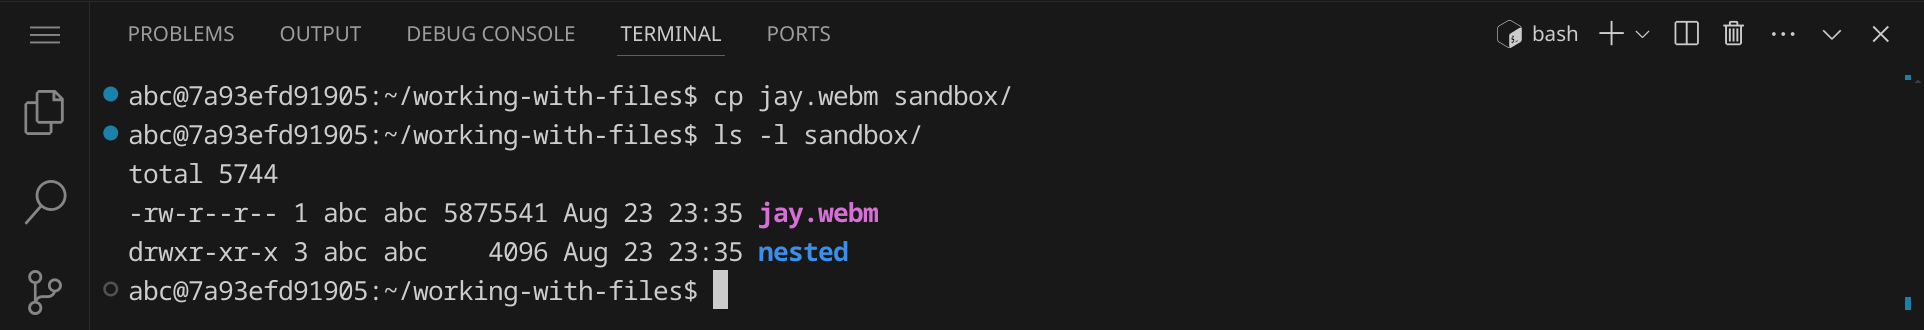 PROBLEMS OUTPUT DEBUG CONSOLE TERMINAL PORTS bash
abc@7a93efd91905:~/working-with-files$ cp jay.webm sandbox/
abc@7a93efd91905:~/working-with-files$ ls -l sandbox/
total 5744
-rw-r--r-- 1 abc abc 5875541 Aug 23 23:35 jay.webm
drwxr-xr-x 3 abc abc    4096 Aug 23 23:35 nested
abc@7a93efd91905:~/working-with-files$